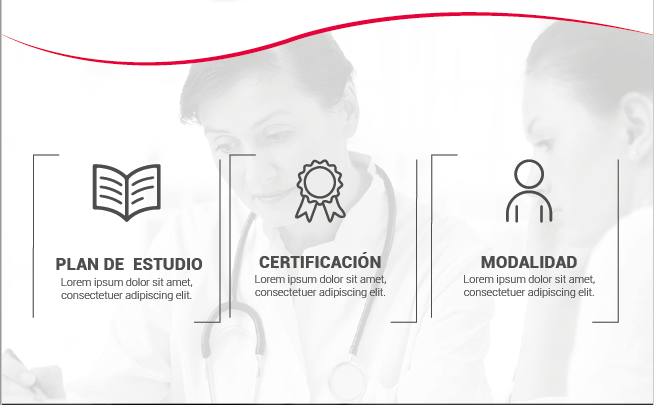 PLAN DE ESTUDIO
Lorem ipsum dolor sit amet,
consectetuer adipiscing elit.
CERTIFICACIÓN
Lorem ipsum dolor sit amet,
consectetuer adipiscing elit.
MODALIDAD
Lorem ipsum dolor sit amet,
consectetuer adipiscing elit.